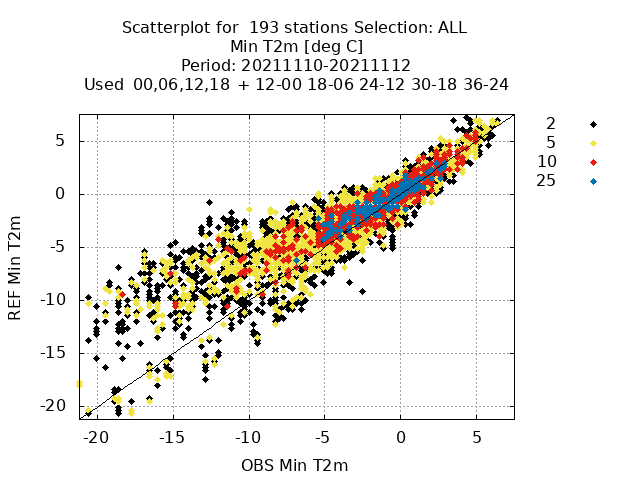 Scatterplot for  193 stations Selection: ALL
Min T2m [deg C]
Period: 20211110-20211112
Used  00,06,12,18  + 12-00 18-06 24-12 30-18 36-24
2
5
10
25
5
0
-5
-10
-15
-20
REF Min T2m
-20 -15 -10 -5 0 5
OBS Min T2m